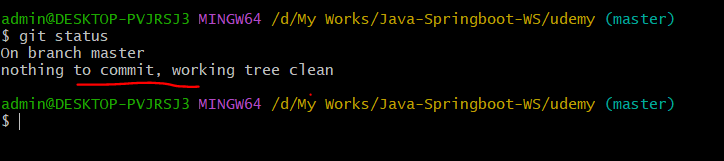 admin@DESKTOP-PVJRSJ3 MINGW64 /d/My Works/Java-Springboot-WS/udemy (master)
$ git status
On branch master
nothing to commit, working tree clean
admin@DESKTOP-PVJRSJ3 MINGW64 /d/My Works/Java-Springboot-WS/udemy (master)
$